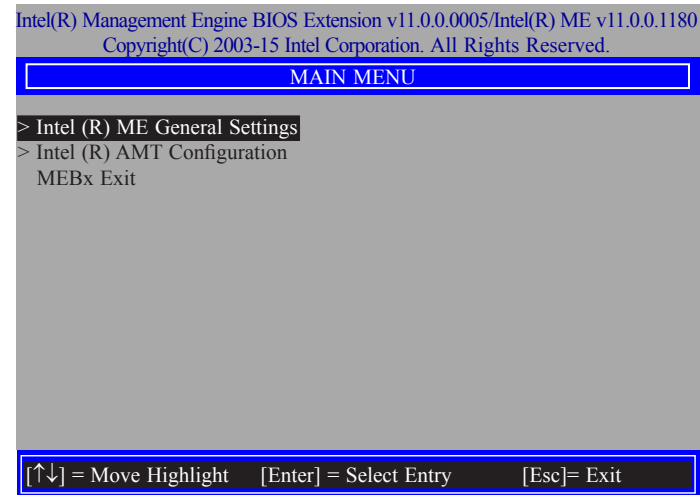 Intel(R) Management Engine BIOS Extension v11.0.0.0005/Intel(R) ME v11.0.0.1180
Copyright(C) 2003-15 Intel Corporation. All Rights Reserved.
MAIN MENU
> Intel (R) ME General Settings
> Intel (R) AMT Configuration
MEBx Exit
[↑↓] = Move Highlight [Enter] = Select Entry [Esc]= Exit